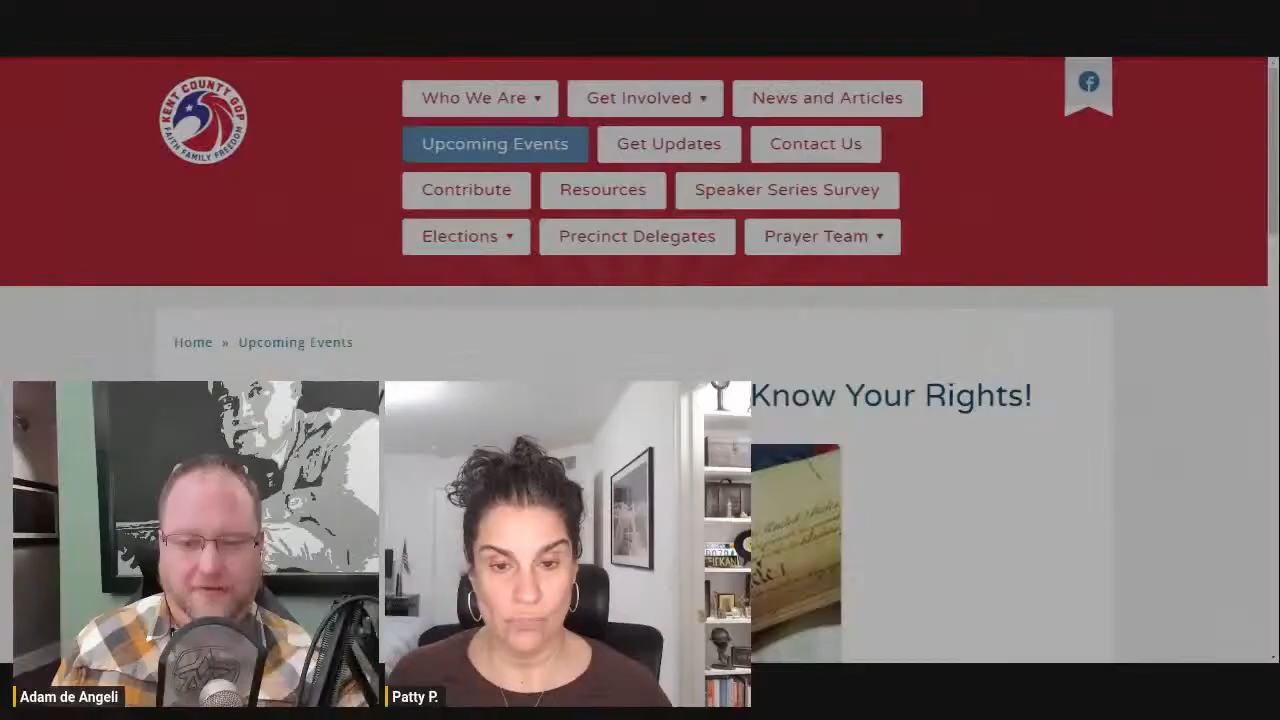 KENT COUNTY GOP
FAITH FAMILY FREEDOM
Who We Are
Get Involved
News and Articles
Upcoming Events
Get Updates
Contact Us
Contribute
Resources
Speaker Series Survey
Elections
Precinct Delegates
Prayer Team
Home » Upcoming Events
Know Your Rights!
Adam de Angeli
Patty P.